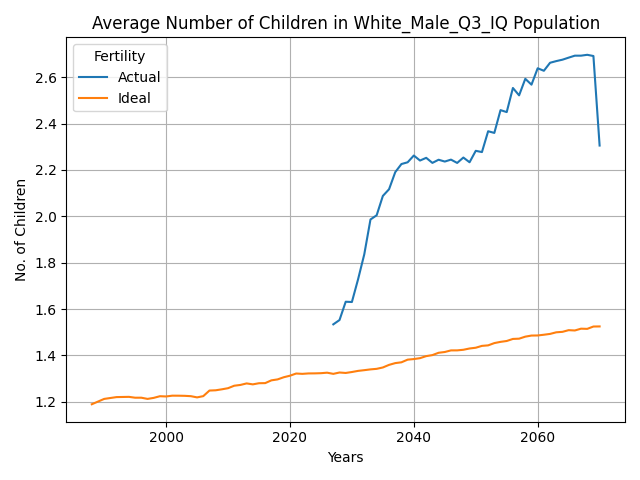 Average Number of Children in White_Male_Q3_IQ Population
Fertility
Actual
Ideal
2.6
2.4
2.2
2.0
1.8
1.6
1.4
1.2
No. of Children
2000
2020
2040
2060
Years